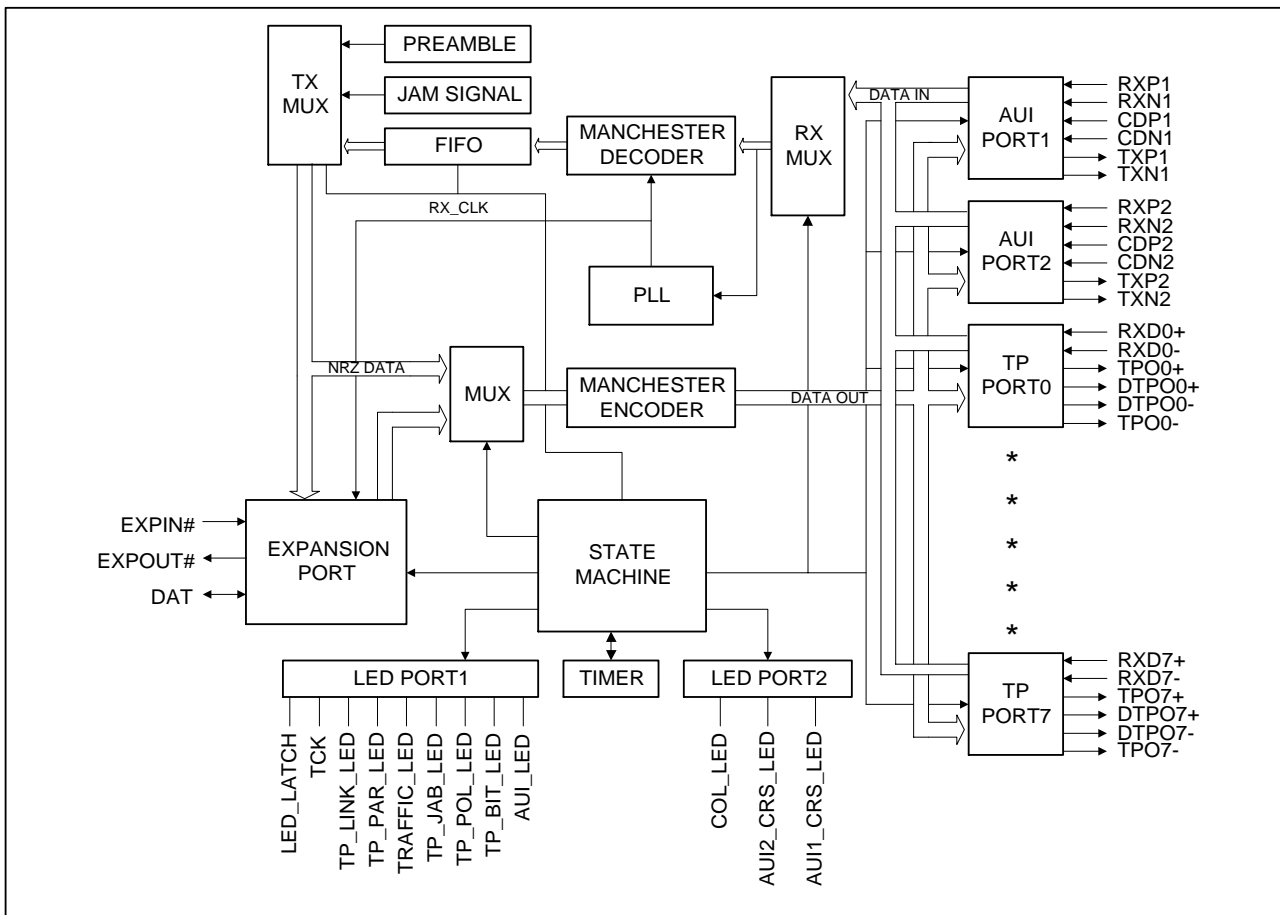 PREAMBLE
TX
MUX
JAM SIGNAL
FIFO
MANCHESTER
DECODER
RX
MUX
DATA IN
AUI
PORT1
RXP1
RXN1
CDP1
CDN1
TXP1
TXN1
RX_CLK
PLL
AUI
PORT2
RXP2
RXN2
CDP2
CDN2
TXP2
TXN2
NRZ DATA
MUX
MANCHESTER
ENCODER
DATA OUT
TP
PORT0
RXD0+
RXD0-
TPO0+
DTPO0+
DTPO0-
TPO0-
*
*
*
*
*
EXPIN#
EXPOUT#
DAT
EXPANSION
PORT
STATE
MACHINE
LED PORT1
TIMER
LED PORT2
TP
PORT7
RXD7+
RXD7-
TPO7+
DTPO7+
DTPO7-
TPO7-
LED_LATCH
TCK
TP_LINK_LED
TP_PAR_LED
TRAFFIC_LED
TP_JAB_LED
TP_POL_LED
TP_BIT_LED
AUI_LED
COL_LED
AUI2_CRS_LED
AUI1_CRS_LED